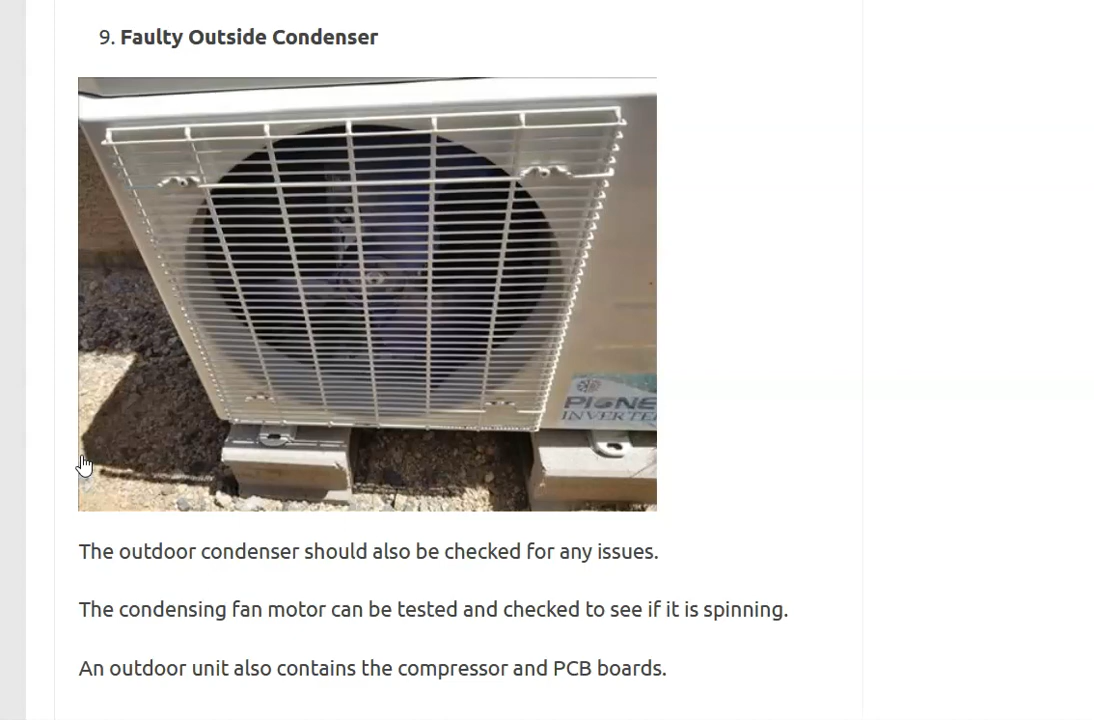 9. Faulty Outside Condenser
PIONE
INVERTE
The outdoor condenser should also be checked for any issues.
The condensing fan motor can be tested and checked to see if it is spinning.
An outdoor unit also contains the compressor and PCB boards.